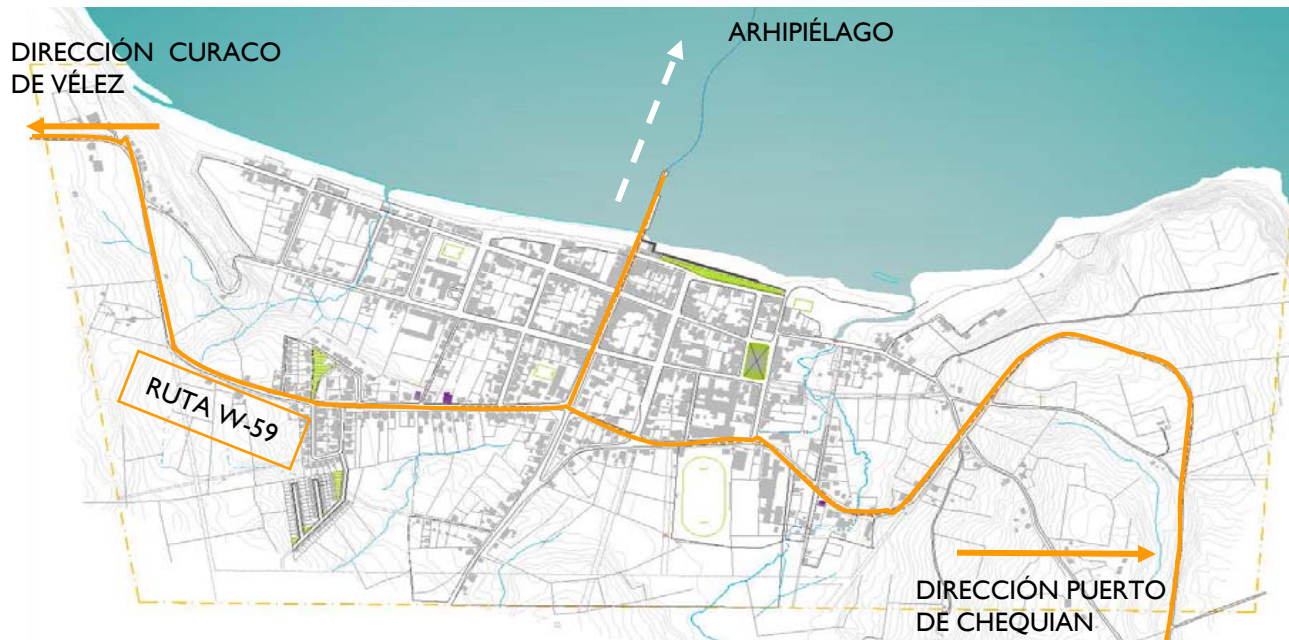 ARHIPIÉLAGO
DIRECCIÓN CURACO
DE VÉLEZ
RUTA W-59
DIRECCIÓN PUERTO
DE CHEQUIAN